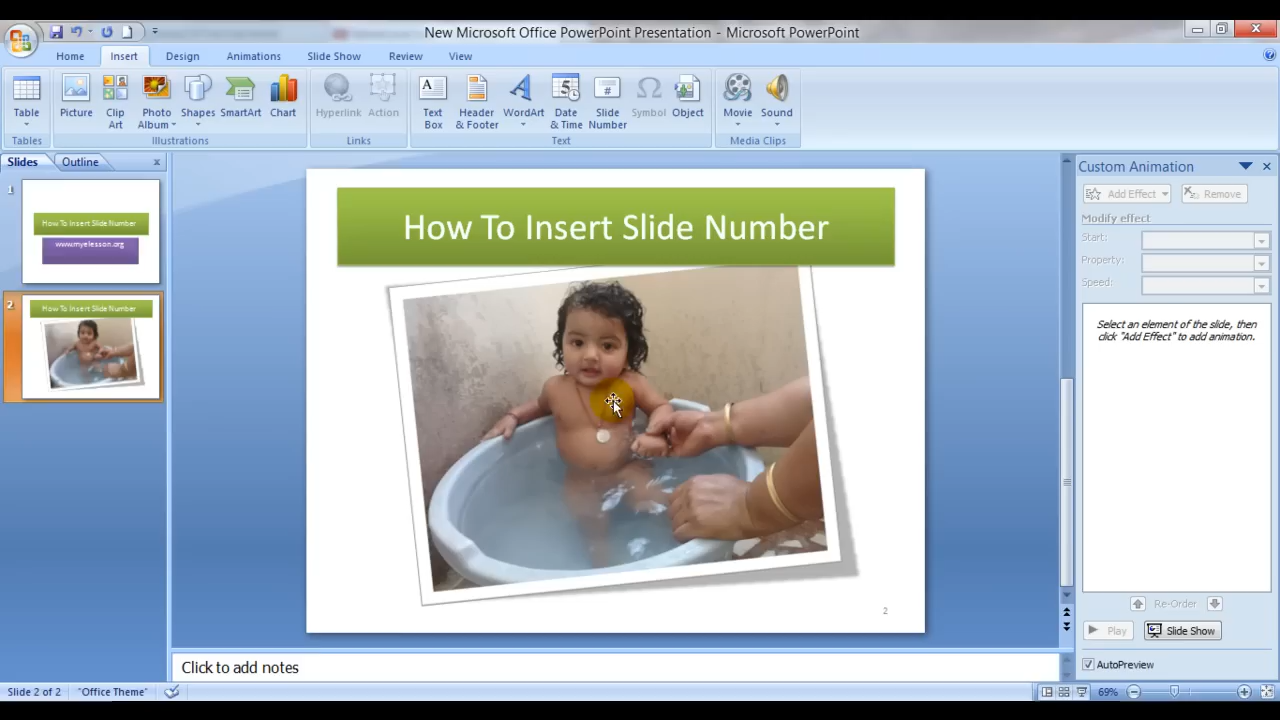 New Microsoft Office PowerPoint Presentation - Microsoft PowerPoint
Home Insert Design Animations Slide Show Review View
Table Picture Clip Art Photo Album Shapes SmartArt Chart Hyperlink Action Text Box Header & Footer WordArt Date & Time Slide Number Symbol Object Movie Sound
Tables Illustrations Links Text Media Clips
Slides Outline
1
How To Insert Slide Number
www.myelesson.org
2
How To Insert Slide Number
How To Insert Slide Number
2
Custom Animation
Add Effect Remove
Modify effect
Start:
Property:
Speed:
Select an element of the slide, then
click "Add Effect" to add animation.
Re-Order
Play Slide Show
AutoPreview
Click to add notes
Slide 2 of 2 "Office Theme" 69%